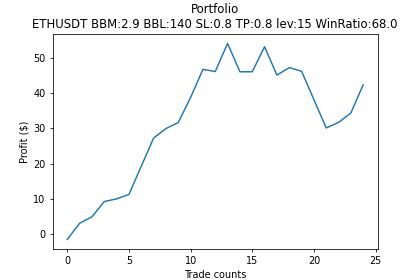 Portfolio
ETHUSDT BBM:2.9 BBL:140 SL:0.8 TP:0.8 lev:15 WinRatio:68.0
50
40
30
20
10
0
Profit ($)
0 5 10 15 20 25
Trade counts